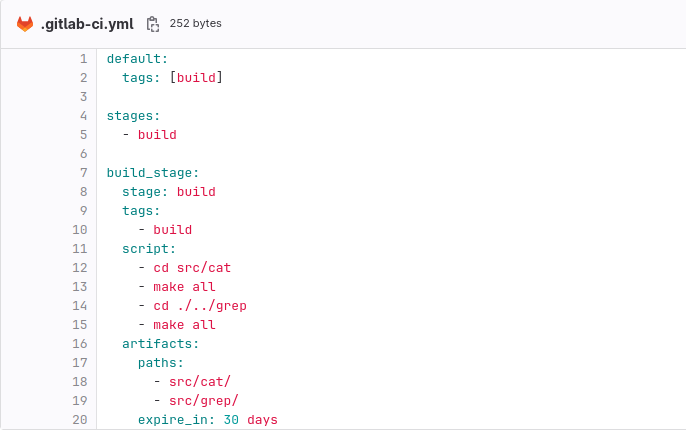 .gitlab-ci.yml 252 bytes
1 default:
2   tags: [build]
3
4 stages:
5   - build
6
7 build_stage:
8   stage: build
9   tags:
10     - build
11   script:
12     - cd src/cat
13     - make all
14     - cd ./../grep
15     - make all
16   artifacts:
17     paths:
18       - src/cat/
19       - src/grep/
20     expire_in: 30 days